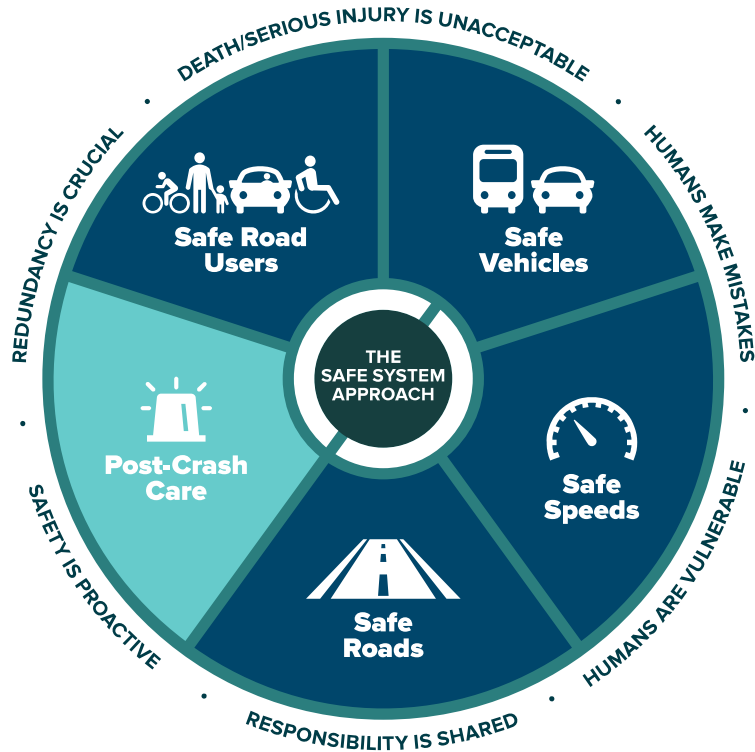 DEATH/SERIOUS INJURY IS UNACCEPTABLE
HUMANS MAKE MISTAKES
HUMANS ARE VULNERABLE
RESPONSIBILITY IS SHARED
SAFETY IS PROACTIVE
REDUNDANCY IS CRUCIAL
Safe Road
Users
Safe
Vehicles
Safe
Speeds
Safe
Roads
Post-Crash
Care
THE
SAFE SYSTEM
APPROACH